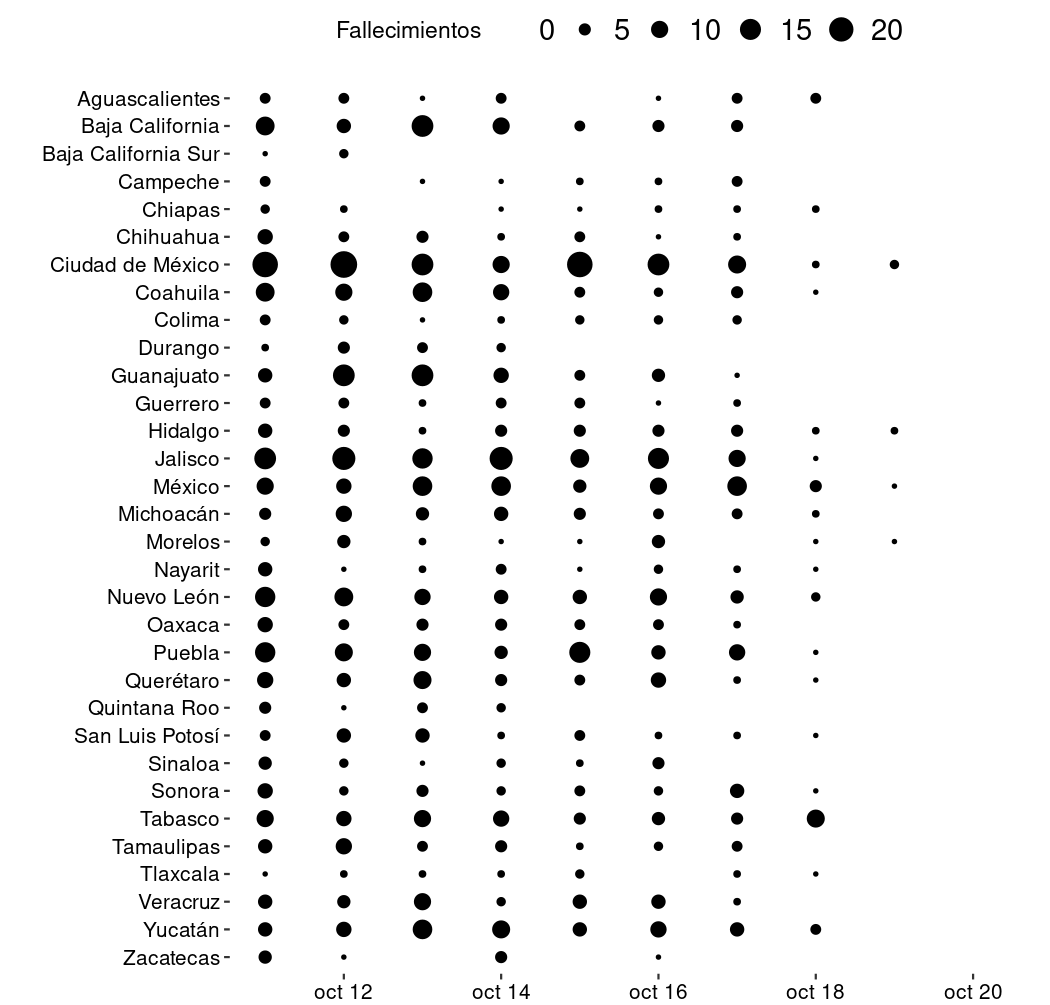 Fallecimientos 0 5 10 15 20
Aguascalientes
Baja California
Baja California Sur
Campeche
Chiapas
Chihuahua
Ciudad de México
Coahuila
Colima
Durango
Guanajuato
Guerrero
Hidalgo
Jalisco
México
Michoacán
Morelos
Nayarit
Nuevo León
Oaxaca
Puebla
Querétaro
Quintana Roo
San Luis Potosí
Sinaloa
Sonora
Tabasco
Tamaulipas
Tlaxcala
Veracruz
Yucatán
Zacatecas
oct 12 oct 14 oct 16 oct 18 oct 20